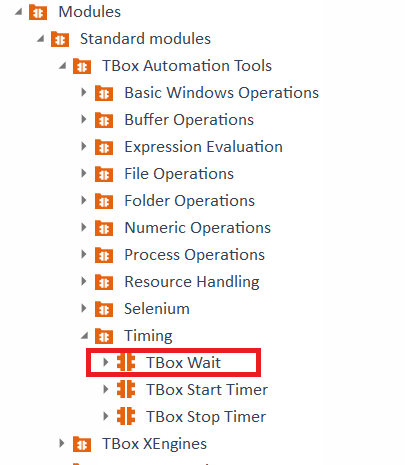 Modules
Standard modules
TBox Automation Tools
Basic Windows Operations
Buffer Operations
Expression Evaluation
File Operations
Folder Operations
Numeric Operations
Process Operations
Resource Handling
Selenium
Timing
TBox Wait
TBox Start Timer
TBox Stop Timer
TBox XEngines